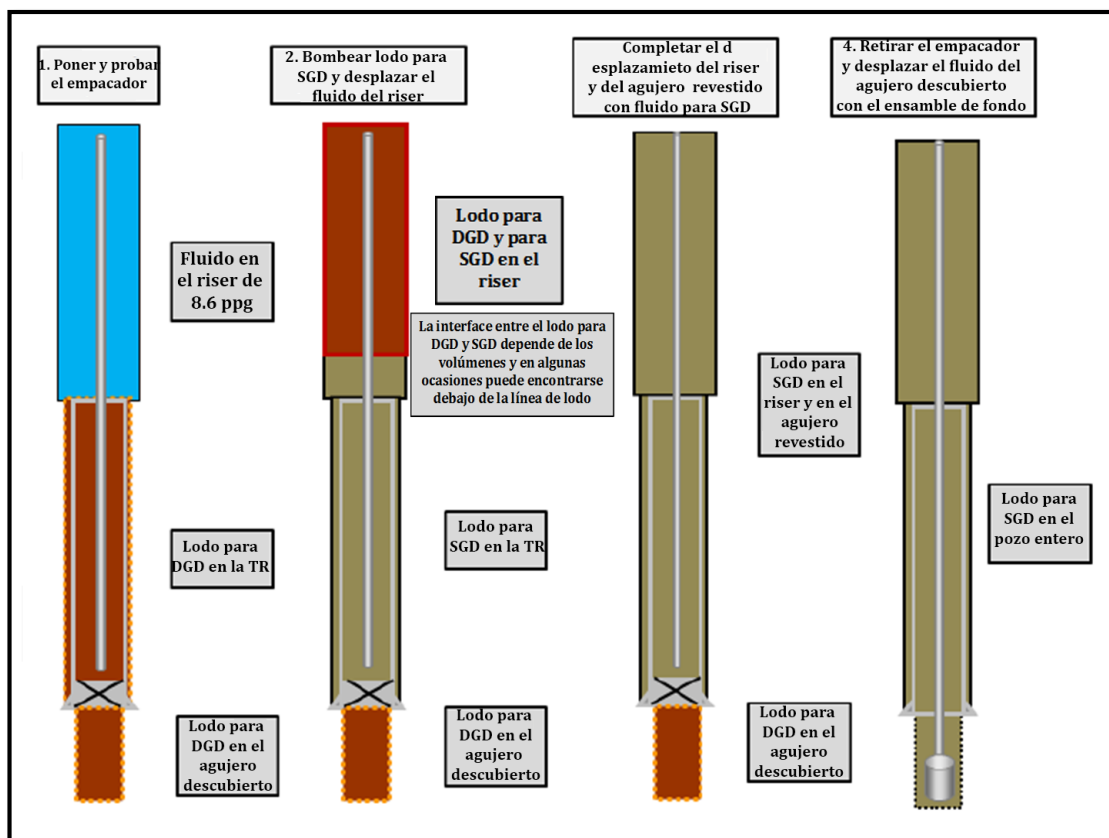 1. Poner y probar
el empacador
2. Bombear lodo para
SGD y desplazar el
fluido del riser
Completar el d
esplazamieto del riser
y del agujero revestido
con fluido para SGD
4. Retirar el empacador
y desplazar el fluido del
agujero descubierto
con el ensamble de fondo
Fluido en
el riser de
8.6 ppg
Lodo para
DGD y para
SGD en el
riser
La interface entre el lodo para
DGD y SGD depende de los
volúmenes y en algunas
ocasiones puede encontrarse
debajo de la línea de lodo
Lodo para
SGD en el
riser y en el
agujero
revestido
Lodo para
SGD en el
pozo entero
Lodo para
DGD en la TR
Lodo para
SGD en la TR
Lodo para
DGD en el
agujero
descubierto
Lodo para
DGD en el
agujero
descubierto
Lodo para
DGD en el
agujero
descubierto